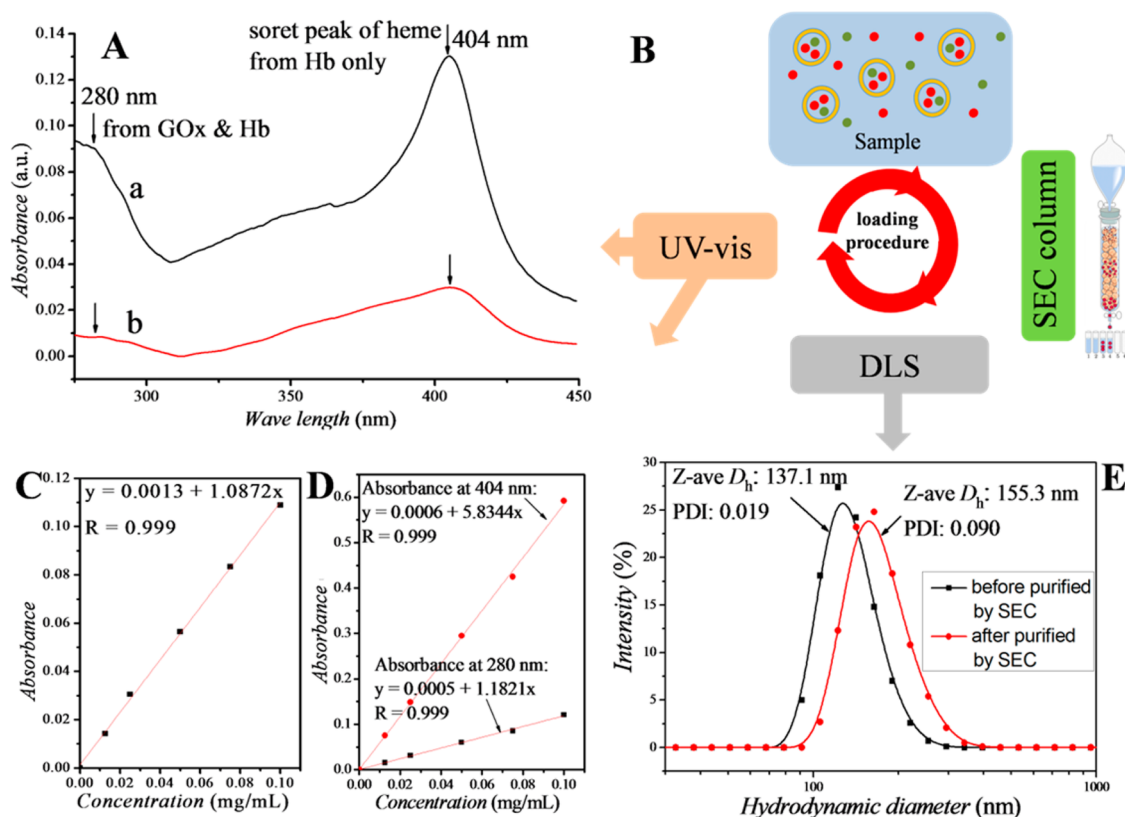 A
soret peak of heme
from Hb only
404 nm
280 nm
from GOx & Hb
a
b
Absorbance (a.u.)
0.14
0.12
0.10
0.08
0.06
0.04
0.02
0.00
300
350
400
450
Wave length (nm)
B
Sample
loading
procedure
UV-vis
SEC column
DLS
C
y = 0.0013 + 1.0872x
R = 0.999
Absorbance
0.12
0.10
0.08
0.06
0.04
0.02
0.00
0.00
0.02
0.04
0.06
0.08
0.10
Concentration (mg/mL)
D
Absorbance at 404 nm:
y = 0.0006 + 5.8344x
R = 0.999
Absorbance at 280 nm:
y = 0.0005 + 1.1821x
R = 0.999
Absorbance
0.6
0.5
0.4
0.3
0.2
0.1
0.0
0.00
0.02
0.04
0.06
0.08
0.10
Concentration (mg/mL)
E
Z-ave Dh: 137.1 nm
PDI: 0.019
Z-ave Dh: 155.3 nm
PDI: 0.090
before purified
by SEC
after purified
by SEC
Intensity (%)
30
25
20
15
10
5
0
100
1000
Hydrodynamic diameter (nm)